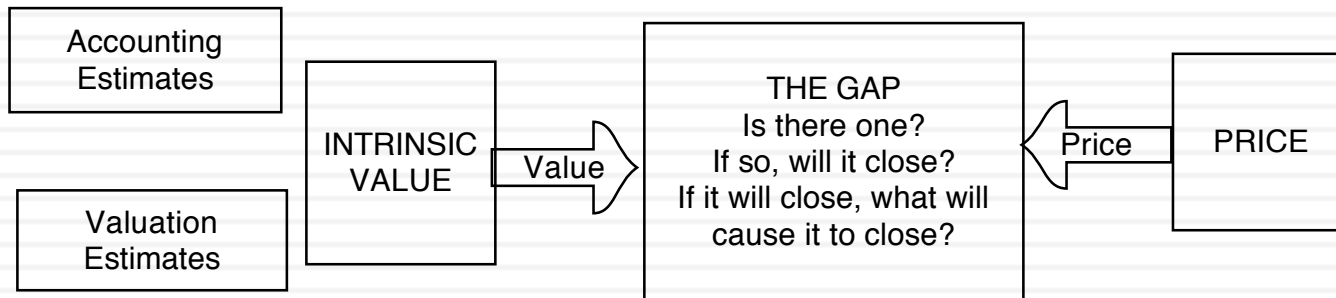 Accounting
Estimates
Valuation
Estimates
INTRINSIC
VALUE
Value
THE GAP
Is there one?
If so, will it close?
If it will close, what will
cause it to close?
Price
PRICE